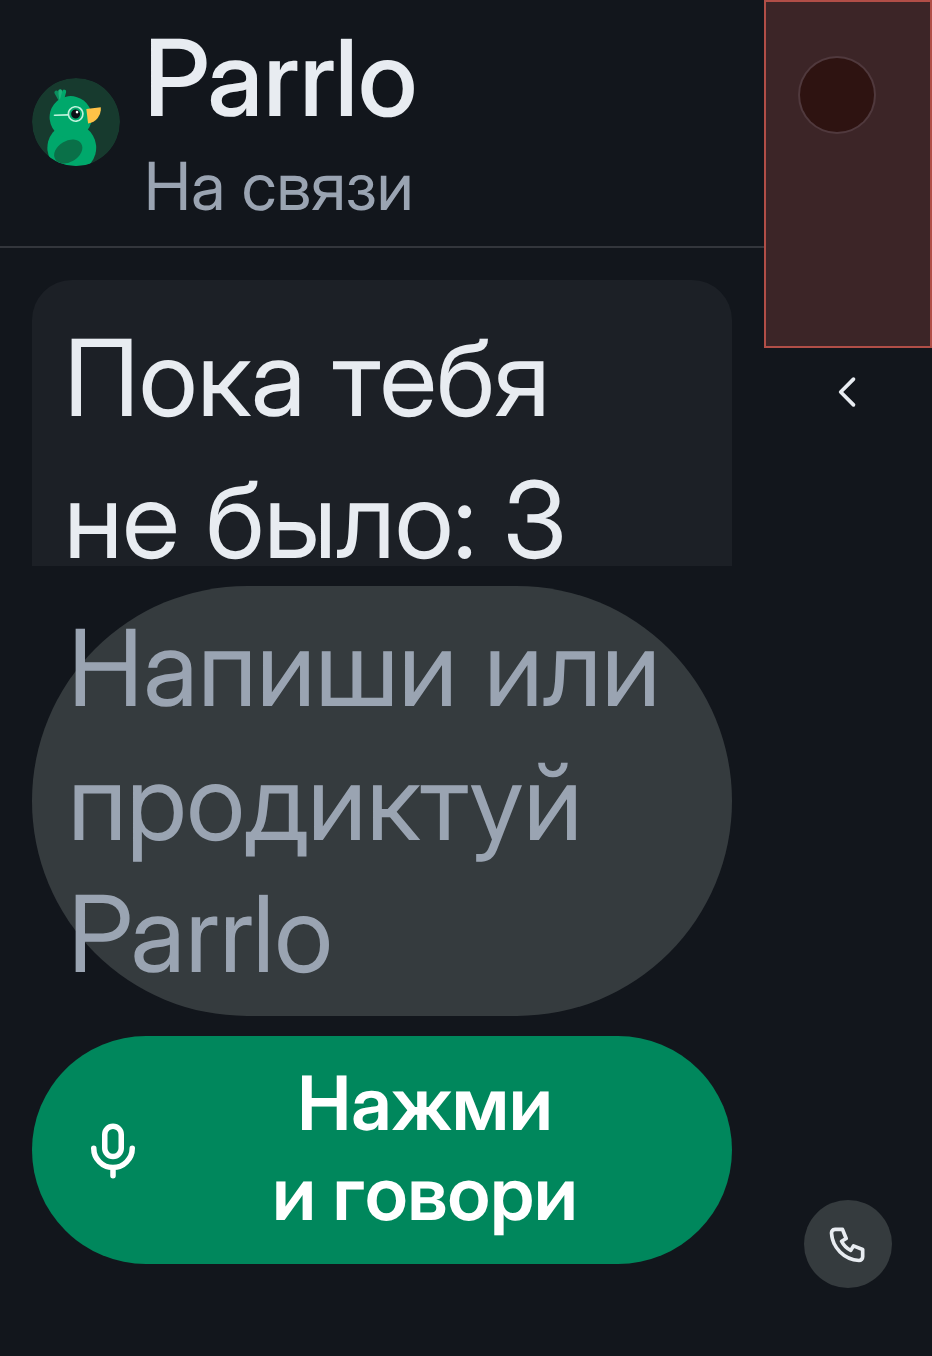 Parrlo
На связи
Пока тебя
не было: 3
Напиши или
продиктуй
Parrlo
Нажми
и говори